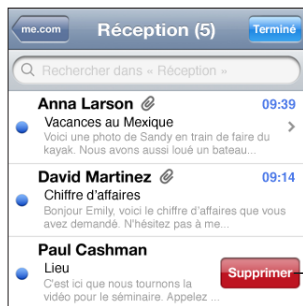 me.com Réception (5) Terminé
Rechercher dans « Réception »
Anna Larson 09:39
Vacances au Mexique
Voici une photo de Sandy en train de faire du
kayak. Nous avons aussi loué un bateau...
David Martinez 09:14
Chiffre d'affaires
Bonjour Emily, voici le chiffre d'affaires que vous
avez demandé. N'hésitez pas à me...
Paul Cashman
Lieu
Supprimer
C'est ici que nous tournons la
vidéo pour le séminaire. Appelez ...